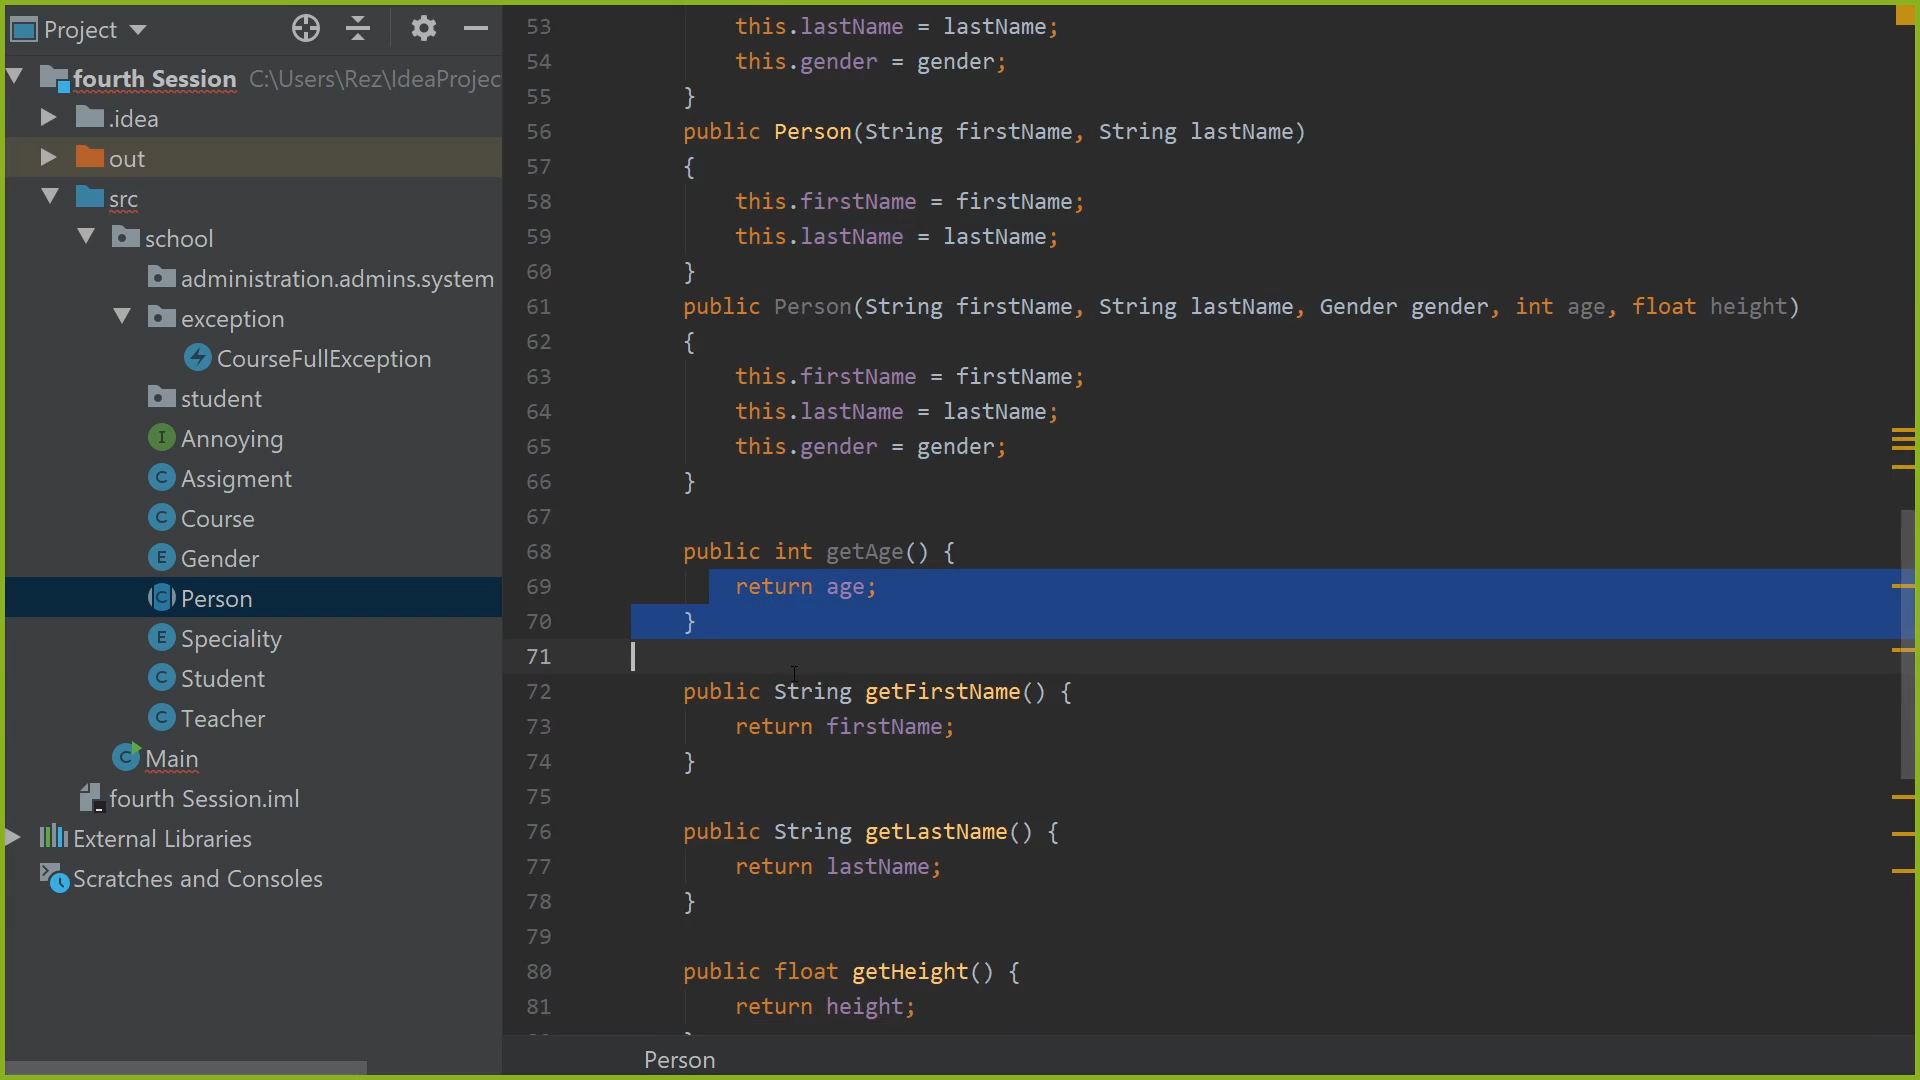 Project
fourth Session C:\Users\Rez\IdeaProjec
.idea
out
src
school
administration.admins.system
exception
CourseFullException
student
I Annoying
C Assigment
C Course
E Gender
C Person
E Speciality
C Student
C Teacher
C Main
fourth Session.iml
External Libraries
Scratches and Consoles
53 this.lastName = lastName;
54 this.gender = gender;
55 }
56 public Person(String firstName, String lastName)
57 {
58 this.firstName = firstName;
59 this.lastName = lastName;
60 }
61 public Person(String firstName, String lastName, Gender gender, int age, float height)
62 {
63 this.firstName = firstName;
64 this.lastName = lastName;
65 this.gender = gender;
66 }
67
68 public int getAge() {
69 return age;
70 }
71
72 public String getFirstName() {
73 return firstName;
74 }
75
76 public String getLastName() {
77 return lastName;
78 }
79
80 public float getHeight() {
81 return height;
Person